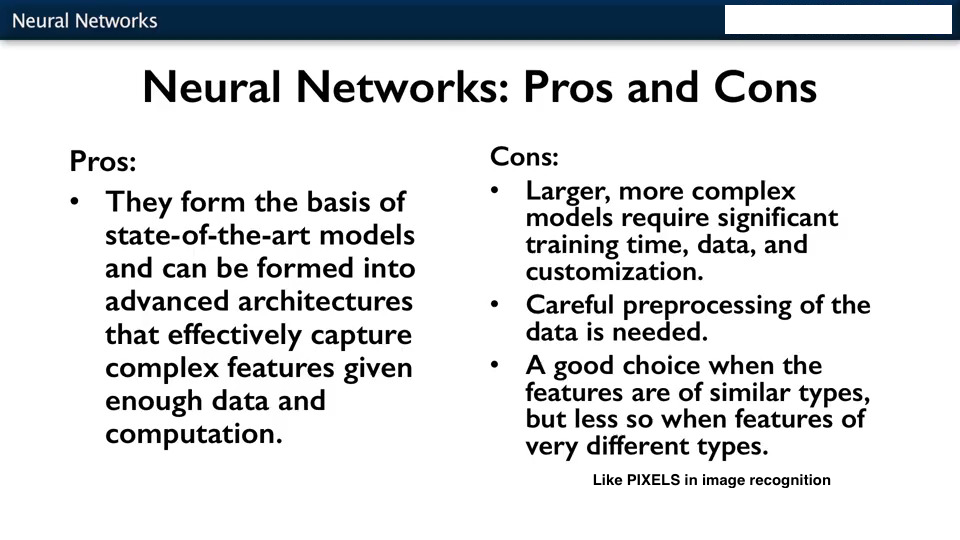 Neural Networks
Neural Networks: Pros and Cons
Pros:
• They form the basis of
state-of-the-art models
and can be formed into
advanced architectures
that effectively capture
complex features given
enough data and
computation.
Cons:
• Larger, more complex
models require significant
training time, data, and
customization.
• Careful preprocessing of the
data is needed.
• A good choice when the
features are of similar types,
but less so when features of
very different types.
Like PIXELS in image recognition